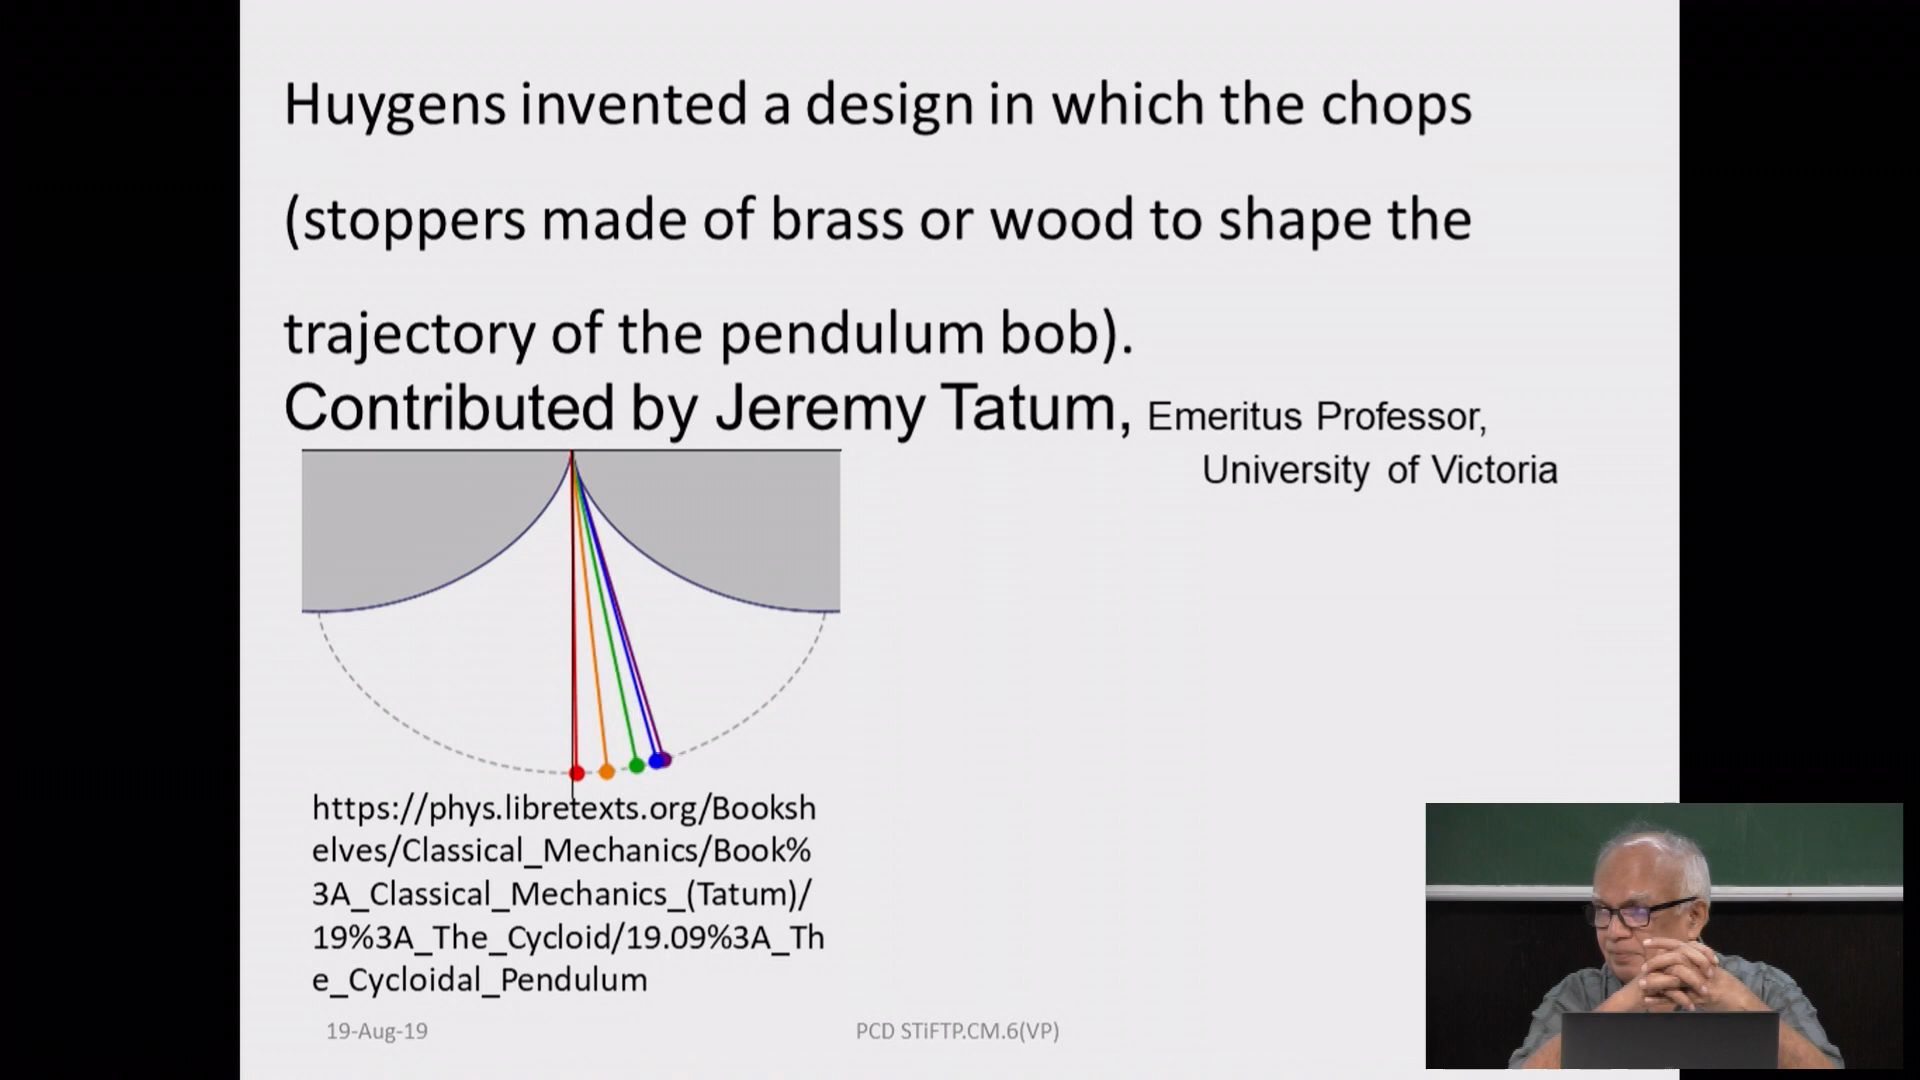 Huygens invented a design in which the chops
(stoppers made of brass or wood to shape the
trajectory of the pendulum bob).
Contributed by Jeremy Tatum, Emeritus Professor,
University of Victoria
https://phys.libretexts.org/Booksh
elves/Classical_Mechanics/Book%
3A_Classical_Mechanics_(Tatum)/
19%3A_The_Cycloid/19.09%3A_Th
e_Cycloidal_Pendulum
19-Aug-19
PCD STiFTP.CM.6(VP)